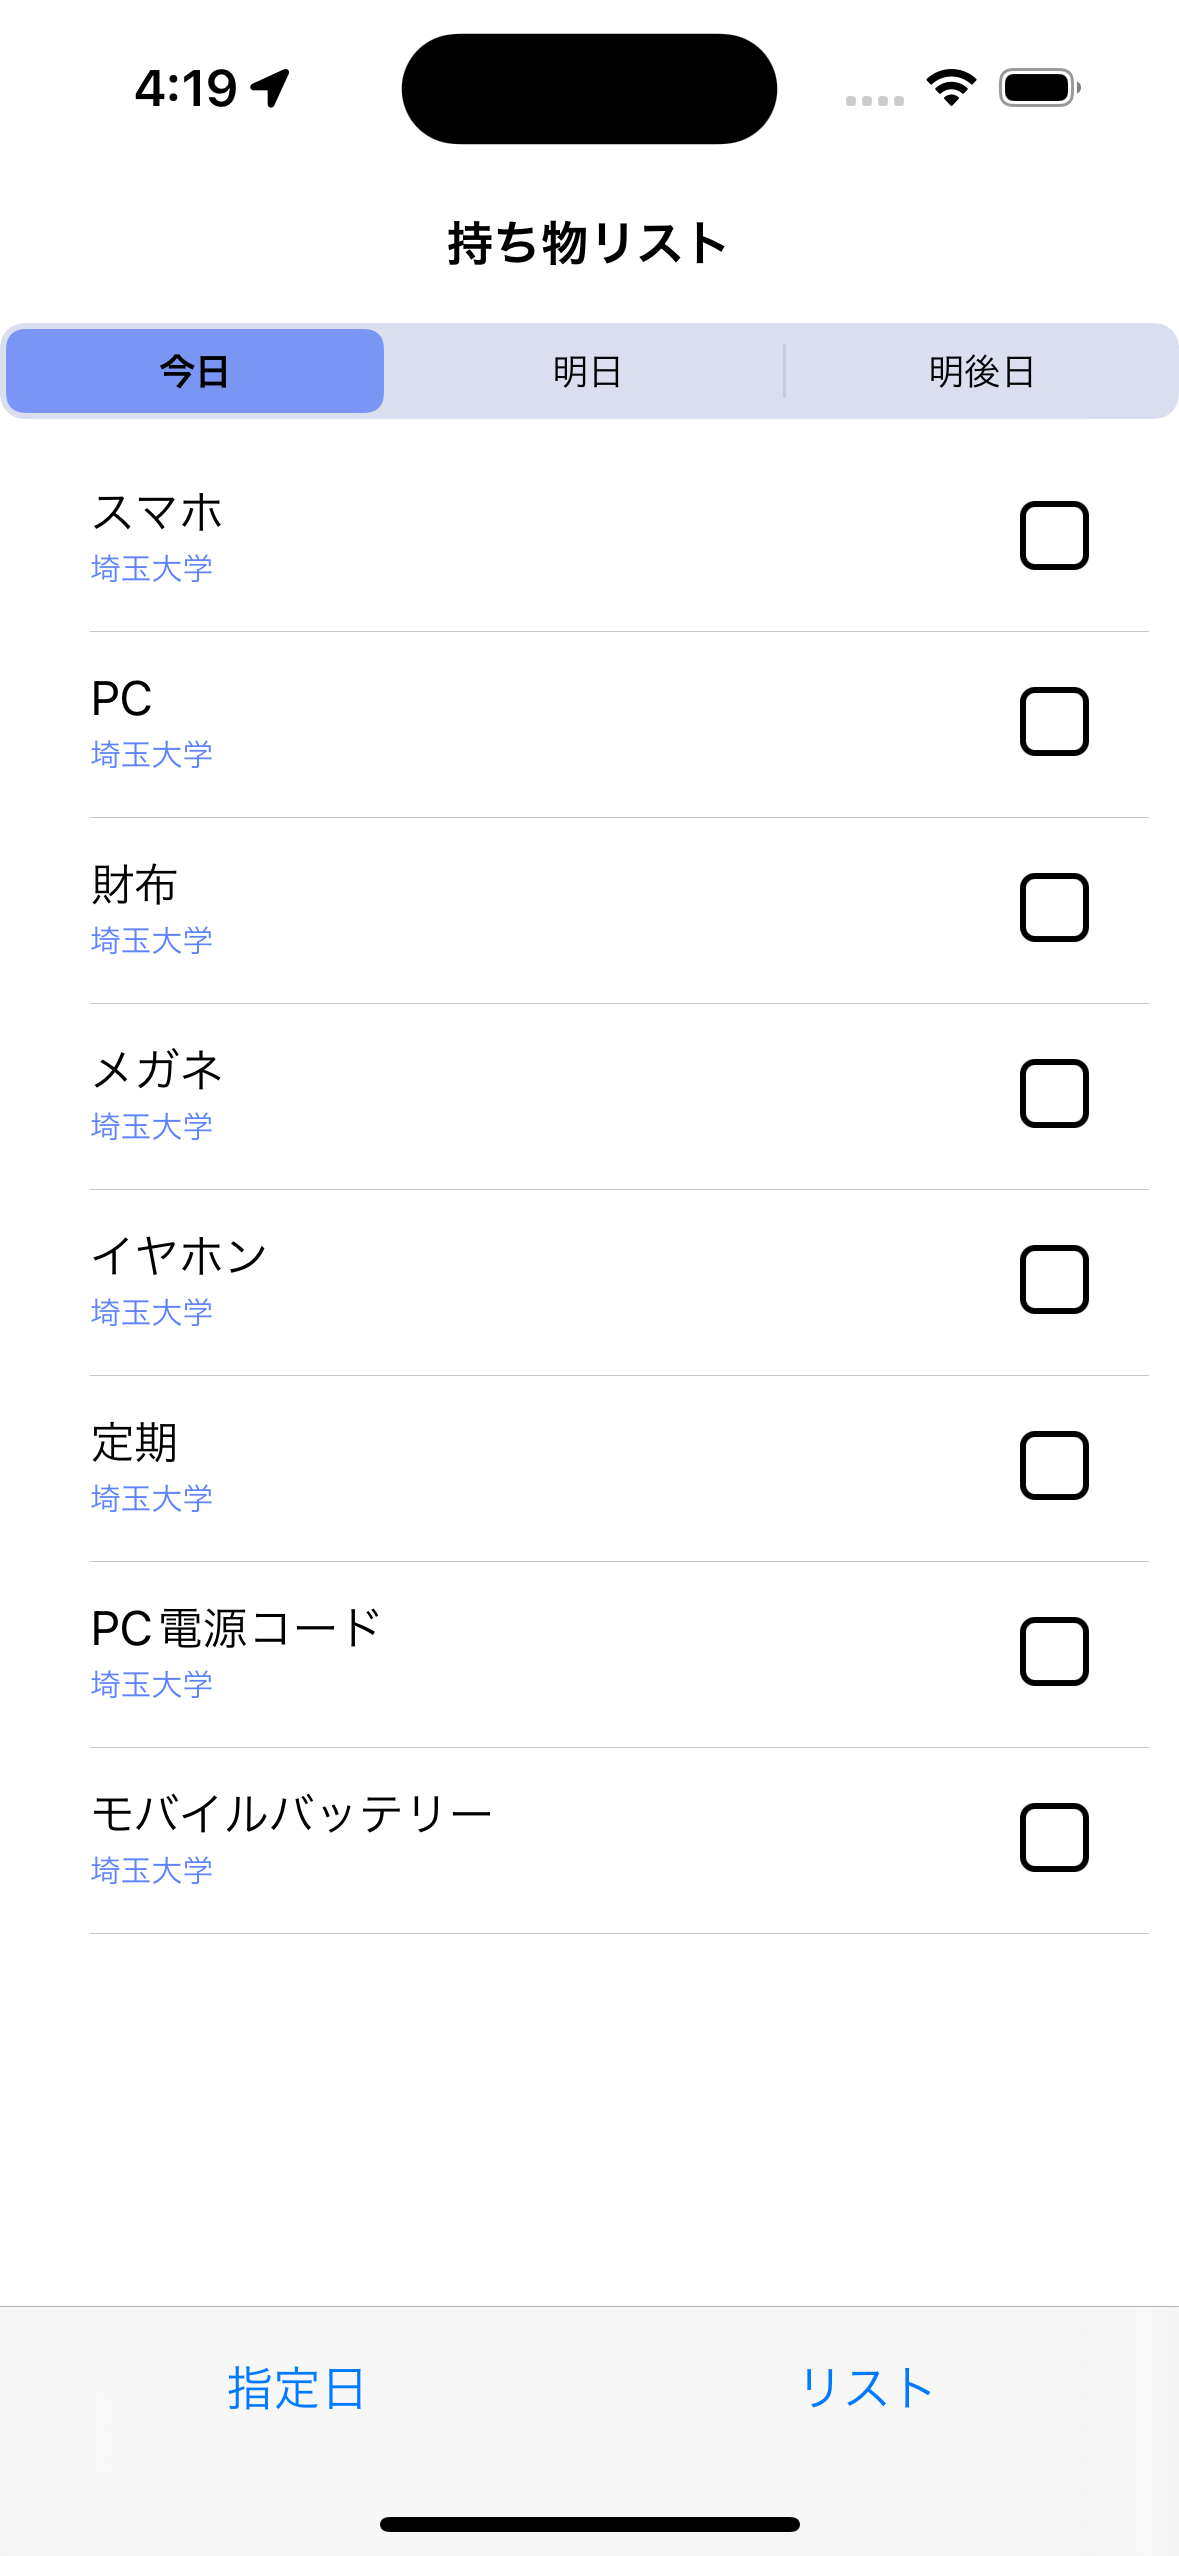 4:19
持ち物リスト
今日 明日 明後日
スマホ
埼玉大学
PC
埼玉大学
財布
埼玉大学
メガネ
埼玉大学
イヤホン
埼玉大学
定期
埼玉大学
PC電源コード
埼玉大学
モバイルバッテリー
埼玉大学
指定日 リスト